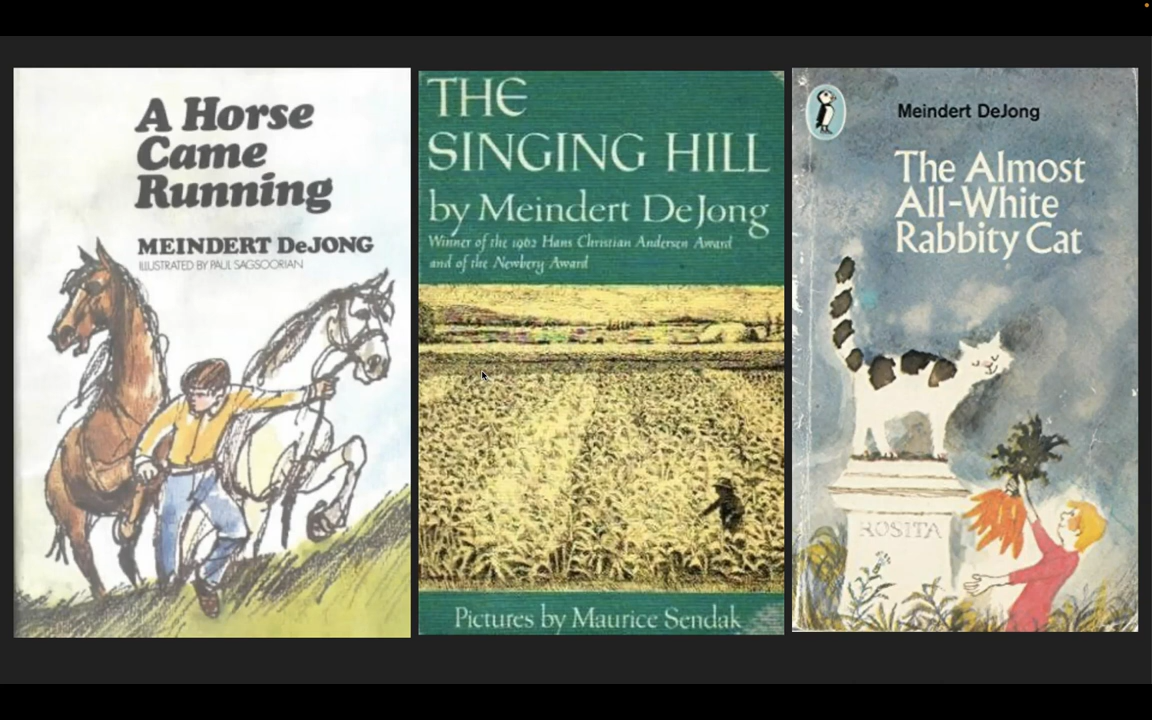 A Horse
Came
Running
MEINDERT DeJONG
ILLUSTRATED BY PAUL SAGSOORIAN
THE
SINGING HILL
by Meindert DeJong
Winner of the 1962 Hans Christian Andersen Award
and of the Newbery Award
Pictures by Maurice Sendak
Meindert DeJong
The Almost
All-White
Rabbity Cat
ROSITA